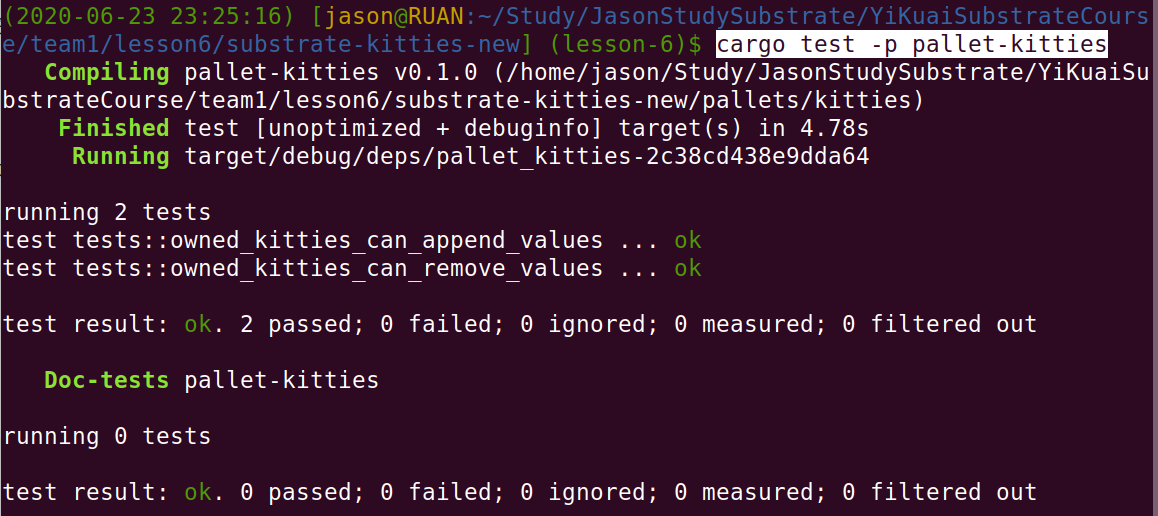 (2020-06-23 23:25:16) [jason@RUAN:~/Study/JasonStudySubstrate/YiKuaiSubstrateCours
e/team1/lesson6/substrate-kitties-new] (lesson-6)$ cargo test -p pallet-kitties
   Compiling pallet-kitties v0.1.0 (/home/jason/Study/JasonStudySubstrate/YiKuaiSu
bstrateCourse/team1/lesson6/substrate-kitties-new/pallets/kitties)
    Finished test [unoptimized + debuginfo] target(s) in 4.78s
     Running target/debug/deps/pallet_kitties-2c38cd438e9dda64
running 2 tests
test tests::owned_kitties_can_append_values ... ok
test tests::owned_kitties_can_remove_values ... ok
test result: ok. 2 passed; 0 failed; 0 ignored; 0 measured; 0 filtered out
   Doc-tests pallet-kitties
running 0 tests
test result: ok. 0 passed; 0 failed; 0 ignored; 0 measured; 0 filtered out